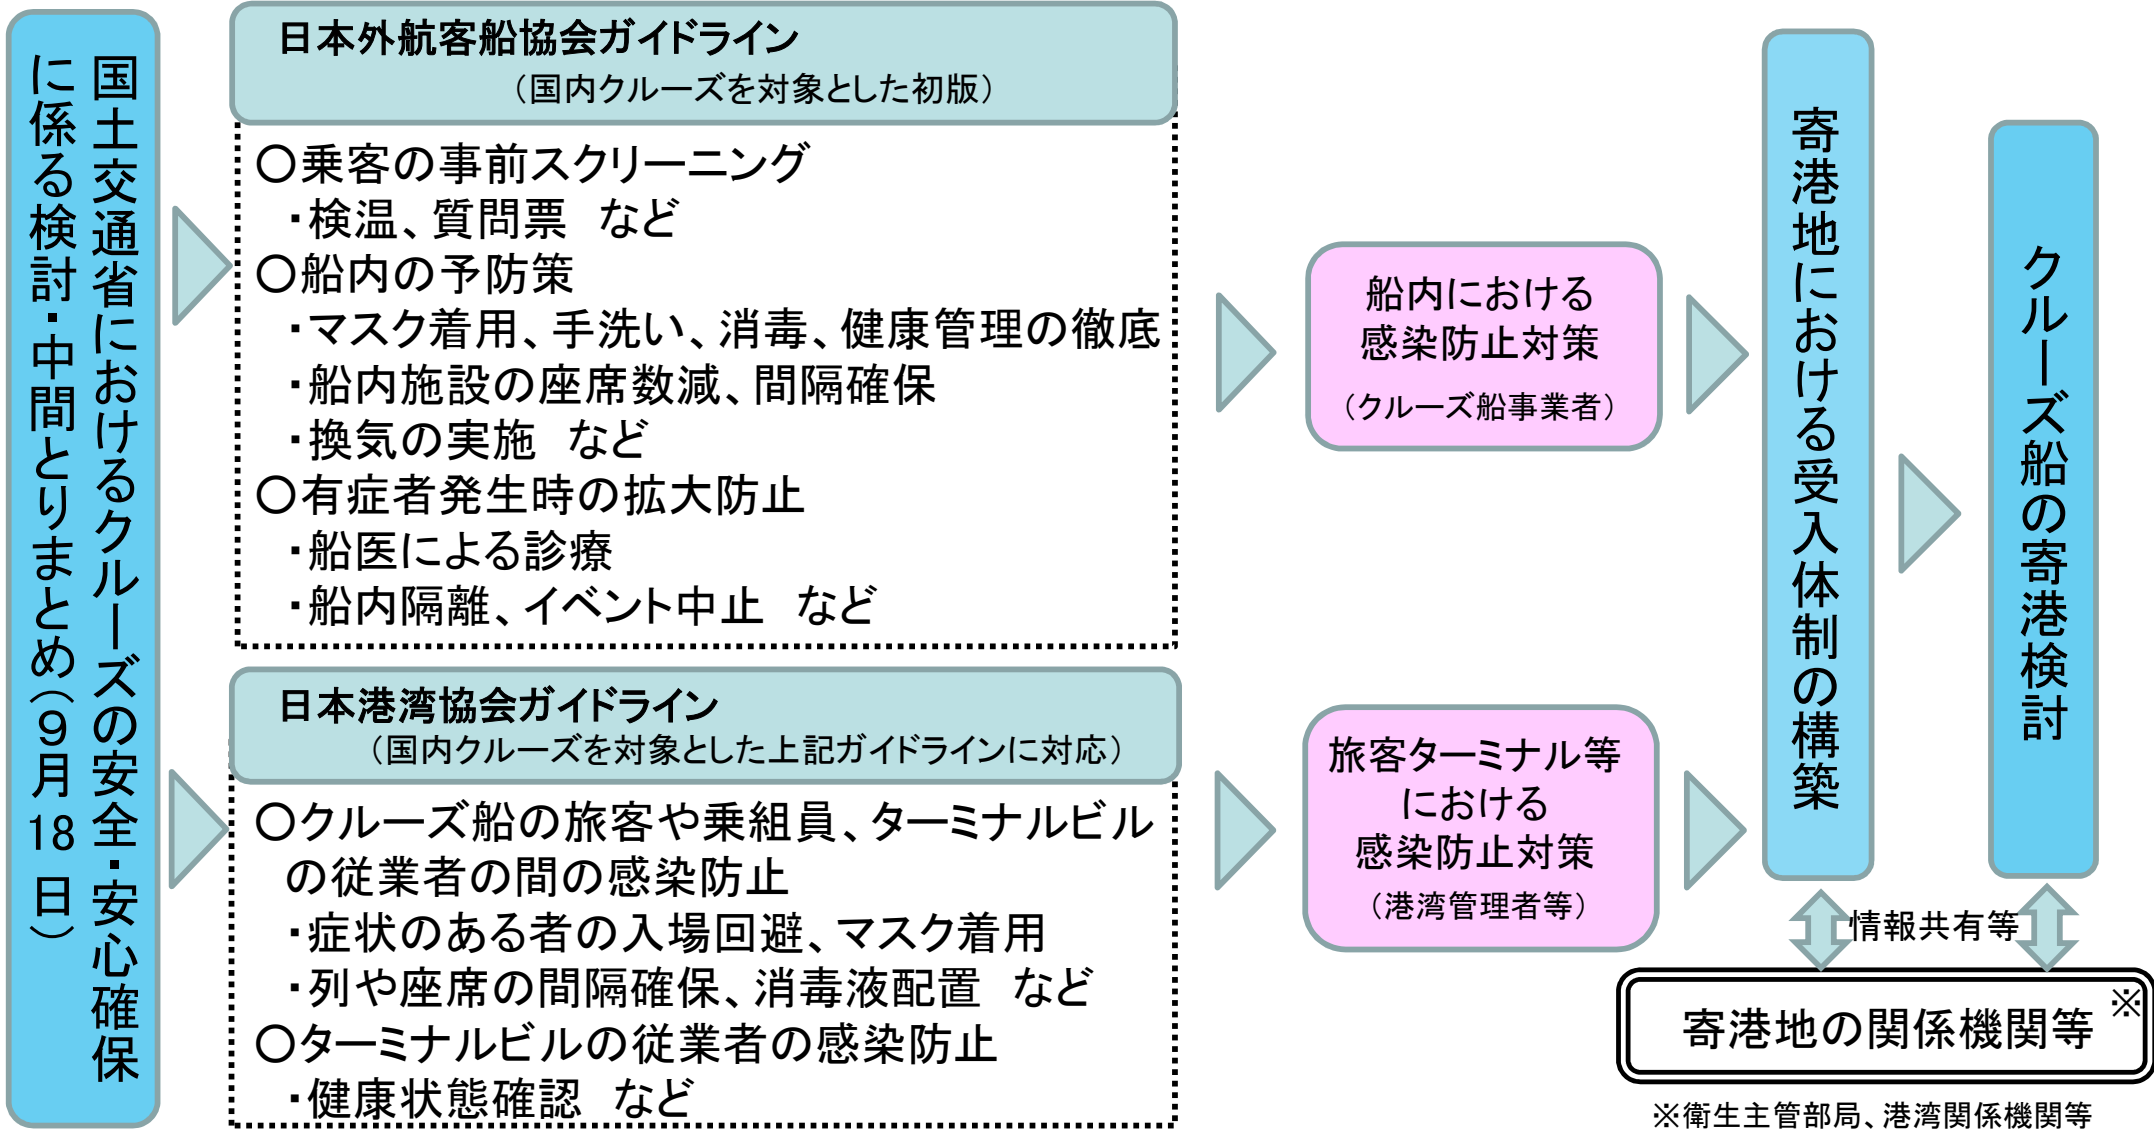 国土交通省におけるクルーズの安全・安心確保
に係る検討・中間とりまとめ（９月18日）
日本外航客船協会ガイドライン
（国内クルーズを対象とした初版）
〇乗客の事前スクリーニング
・検温、質問票　など
〇船内の予防策
・マスク着用、手洗い、消毒、健康管理の徹底
・船内施設の座席数減、間隔確保
・換気の実施　など
〇有症者発生時の拡大防止
・船医による診療
・船内隔離、イベント中止　など
日本港湾協会ガイドライン
（国内クルーズを対象とした上記ガイドラインに対応）
〇クルーズ船の旅客や乗組員、ターミナルビル
の従業者の間の感染防止
・症状のある者の入場回避、マスク着用
・列や座席の間隔確保、消毒液配置　など
〇ターミナルビルの従業者の感染防止
・健康状態確認　など
船内における
感染防止対策
（クルーズ船事業者）
旅客ターミナル等
における
感染防止対策
（港湾管理者等）
寄港地における受入体制の構築
クルーズ船の寄港検討
情報共有等
寄港地の関係機関等※
※衛生主管部局、港湾関係機関等